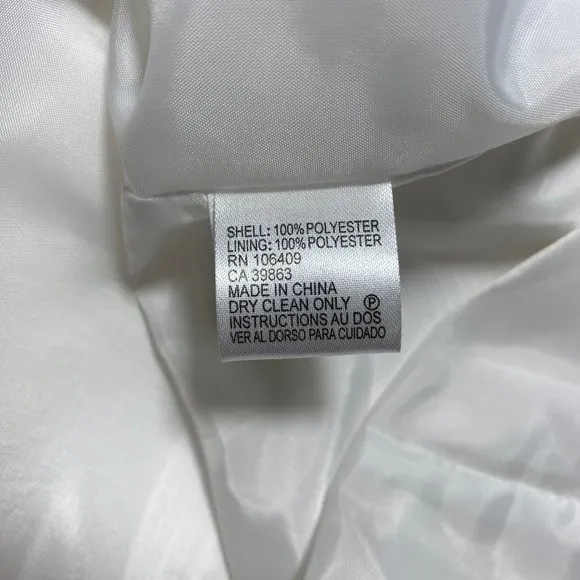 SHELL: 100% POLYESTER
LINING: 100% POLYESTER
RN 106409
CA 39863
MADE IN CHINA
DRY CLEAN ONLY Ⓟ
INSTRUCTIONS AU DOS
VER AL DORSO PARA CUIDADO